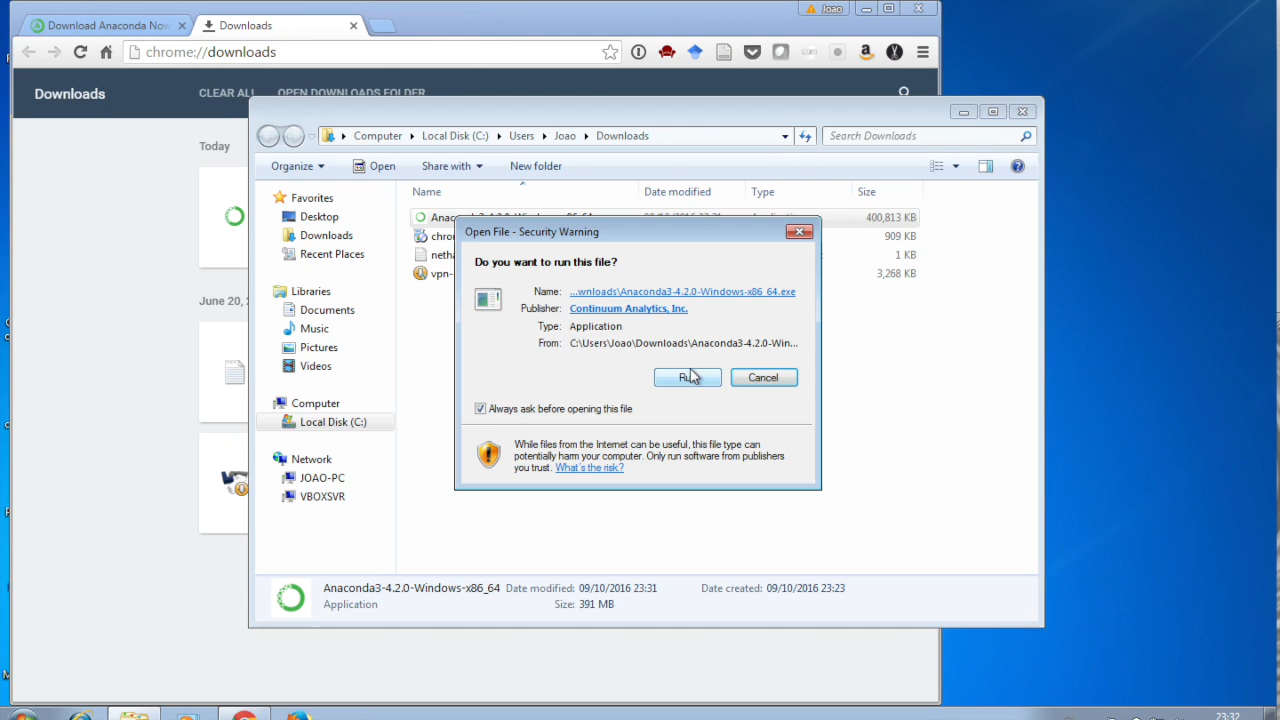 Download Anaconda Now
Downloads
Joao
chrome://downloads
Downloads
CLEAR ALL
OPEN DOWNLOADS FOLDER
Today
June 20,
Computer
Local Disk (C:)
Users
Joao
Downloads
Search Downloads
Organize
Open
Share with
New folder
Favorites
Desktop
Downloads
Recent Places
Libraries
Documents
Music
Pictures
Videos
Computer
Local Disk (C:)
Network
JOAO-PC
VBOXSVR
Name
Date modified
Type
Size
400,813 KB
chro
909 KB
neth
1 KB
vpn-
3,268 KB
Open File - Security Warning
Do you want to run this file?
Name: ...wnloads\Anaconda3-4.2.0-Windows-x86_64.exe
Publisher: Continuum Analytics, Inc.
Type: Application
From: C:\Users\Joao\Downloads\Anaconda3-4.2.0-Win...
Cancel
Always ask before opening this file
While files from the Internet can be useful, this file type can
potentially harm your computer. Only run software from publishers
you trust. What's the risk?
Anaconda3-4.2.0-Windows-x86_64
Date modified: 09/10/2016 23:31
Date created: 09/10/2016 23:23
Application
Size: 391 MB
23:32